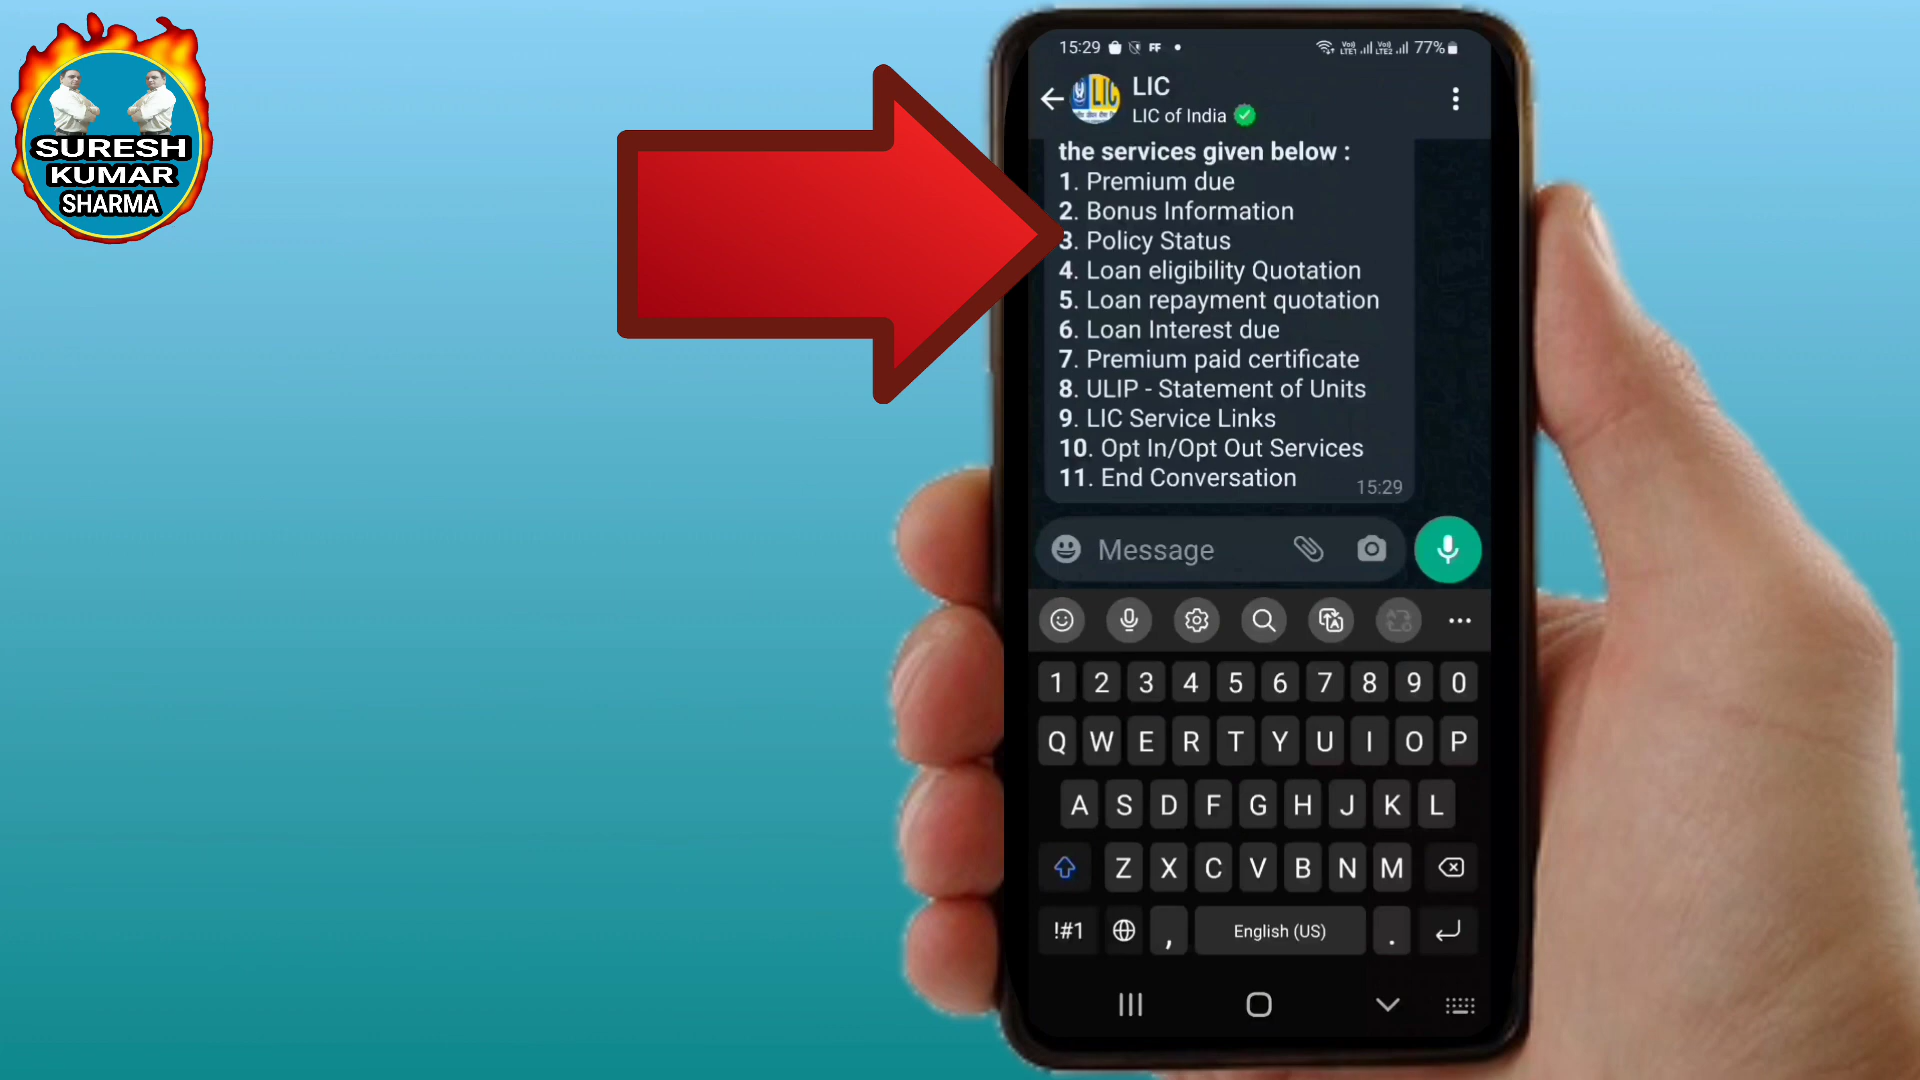 SURESH
KUMAR
SHARMA
15:29 FF 77%
LIC
LIC of India
the services given below :
1. Premium due
2. Bonus Information
3. Policy Status
4. Loan eligibility Quotation
5. Loan repayment quotation
6. Loan Interest due
7. Premium paid certificate
8. ULIP - Statement of Units
9. LIC Service Links
10. Opt In/Opt Out Services
11. End Conversation
15:29
Message
1 2 3 4 5 6 7 8 9 0
Q W E R T Y U I O P
A S D F G H J K L
Z X C V B N M
!#1 , English (US) .